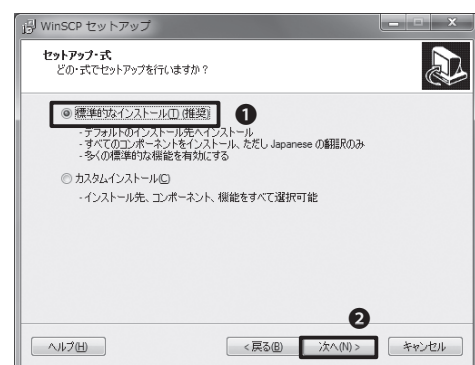 WinSCP セットアップ
セットアップ・式
どの・式でセットアップを行いますか？
標準的なインストール(T) (推奨)
❶
- デフォルトのインストール先へインストール
- すべてのコンポーネントをインストール、ただし Japanese の翻訳のみ
- 多くの標準的な機能を有効にする
カスタムインストール(C)
- インストール先、コンポーネント、機能をすべて選択可能
❷
ヘルプ(H)
< 戻る(B)
次へ(N) >
キャンセル